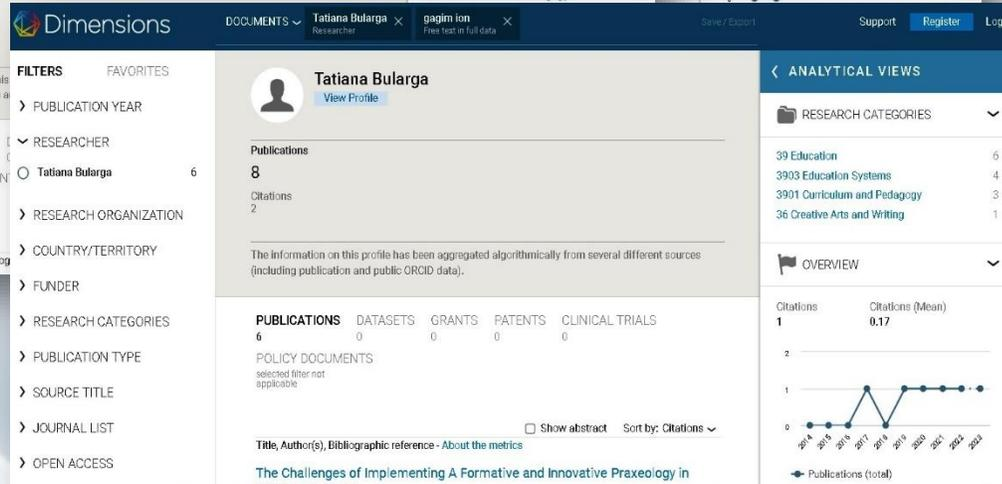 Dimensions
DOCUMENTS
Tatiana Bularga
Researcher
gagim ion
Free text in full data
Save / Export
Support
Register
Log
FILTERS
FAVORITES
PUBLICATION YEAR
RESEARCHER
Tatiana Bularga 6
RESEARCH ORGANIZATION
COUNTRY/TERRITORY
FUNDER
RESEARCH CATEGORIES
PUBLICATION TYPE
SOURCE TITLE
JOURNAL LIST
OPEN ACCESS
Tatiana Bularga
View Profile
Publications
8
Citations
2
The information on this profile has been aggregated algorithmically from several different sources
(including publication and public ORCID data).
PUBLICATIONS DATASETS GRANTS PATENTS CLINICAL TRIALS
6 0 0 0 0
POLICY DOCUMENTS
selected filter not
applicable
Show abstract Sort by: Citations
Title, Author(s), Bibliographic reference - About the metrics
The Challenges of Implementing A Formative and Innovative Praxeology in
ANALYTICAL VIEWS
RESEARCH CATEGORIES
39 Education 6
3903 Education Systems 4
3901 Curriculum and Pedagogy 3
36 Creative Arts and Writing 1
OVERVIEW
Citations Citations (Mean)
1 0.17
2
1
0
2014 2015 2016 2017 2018 2019 2020 2021 2022 2023
Publications (total)